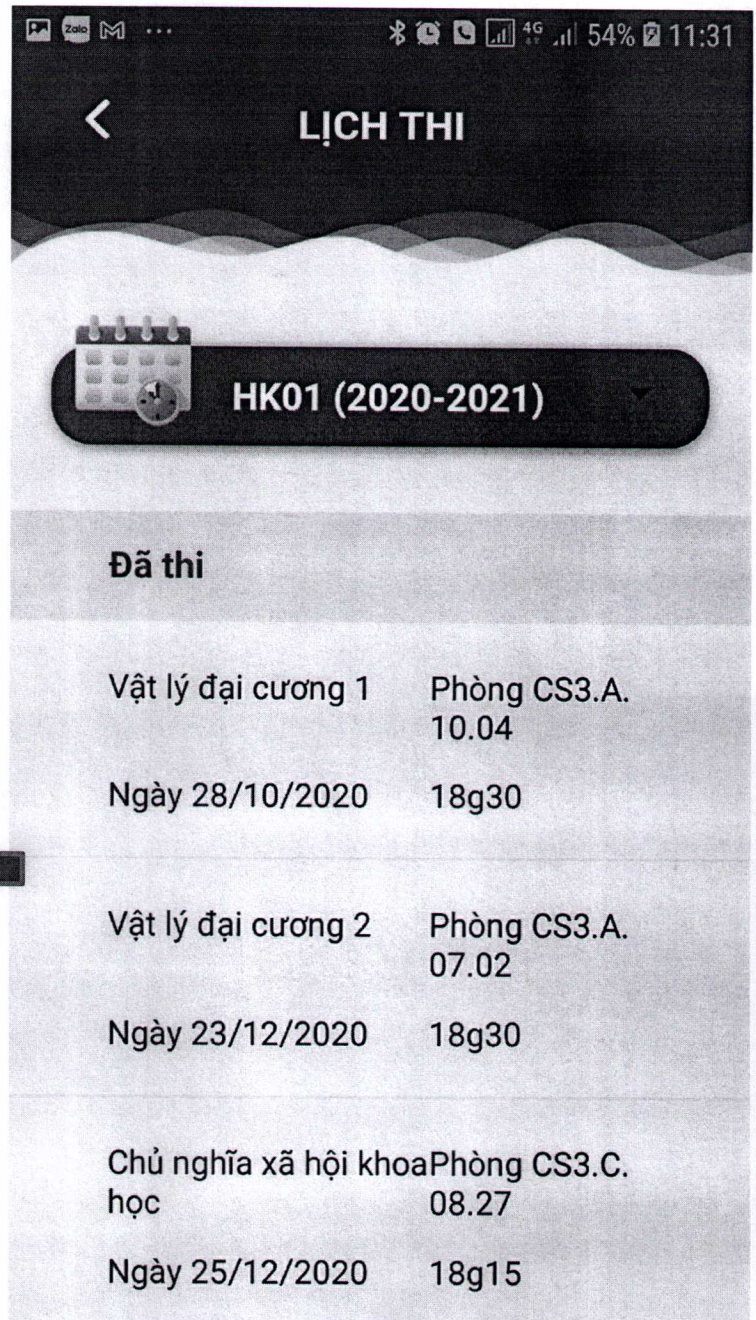 Zalo ... 4G 54% 11:31
LỊCH THI
HK01 (2020-2021)
Đã thi
Vật lý đại cương 1 Phòng CS3.A.
10.04
Ngày 28/10/2020 18g30
Vật lý đại cương 2 Phòng CS3.A.
07.02
Ngày 23/12/2020 18g30
Chủ nghĩa xã hội khoa Phòng CS3.C.
học 08.27
Ngày 25/12/2020 18g15